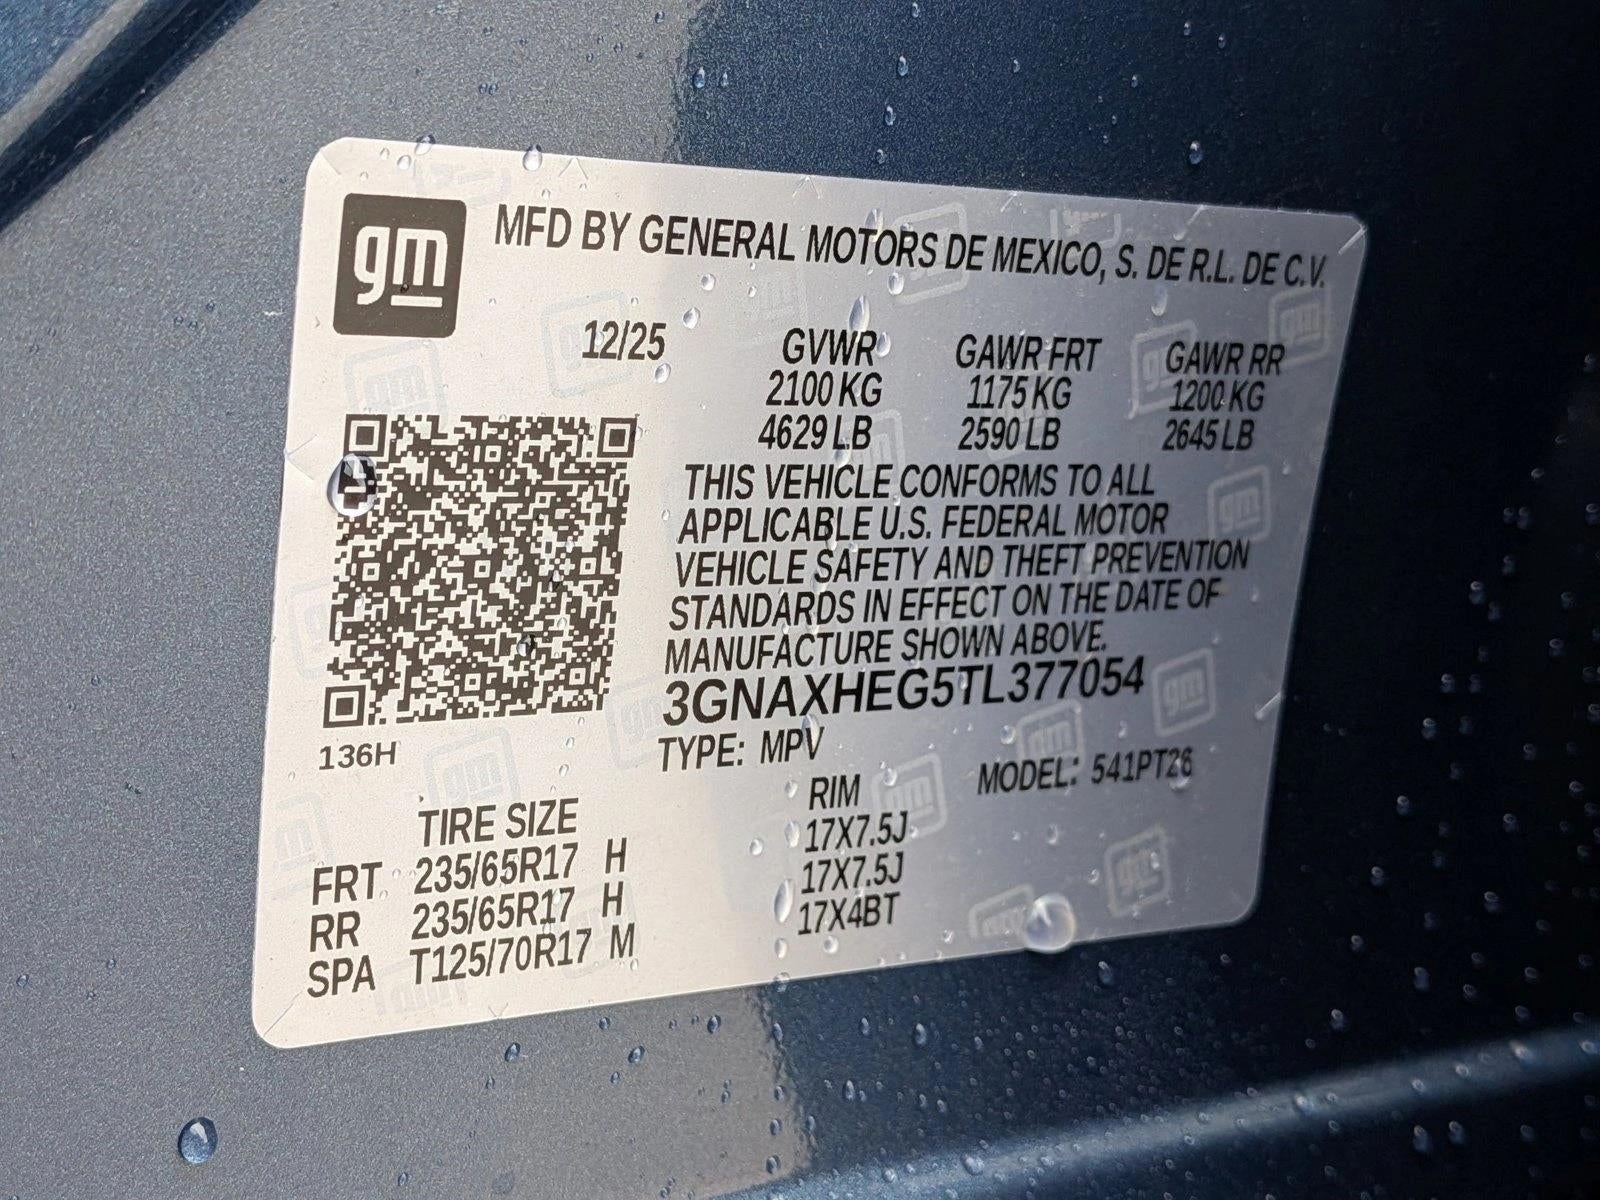 gm
MFD BY GENERAL MOTORS DE MEXICO, S. DE R.L. DE C.V.
12/25 GVWR GAWR FRT GAWR RR
2100 KG 1175 KG 1200 KG
4629 LB 2590 LB 2645 LB
THIS VEHICLE CONFORMS TO ALL
APPLICABLE U.S. FEDERAL MOTOR
VEHICLE SAFETY AND THEFT PREVENTION
STANDARDS IN EFFECT ON THE DATE OF
MANUFACTURE SHOWN ABOVE.
3GNAXHEG5TL377054
136H
TYPE: MPV MODEL: 541PT26
TIRE SIZE RIM
FRT 235/65R17 H 17X7.5J
RR 235/65R17 H 17X7.5J
SPA T125/70R17 M 17X4BT